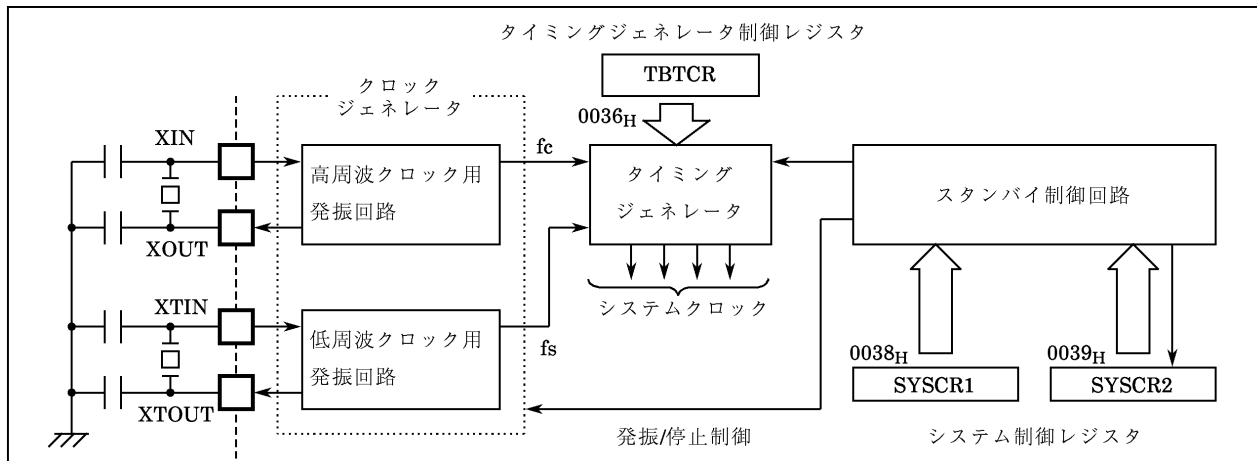 タイミングジェネレータ制御レジスタ
TBTCR
0036H
クロック
ジェネレータ
XIN
XOUT
高周波クロック用
発振回路
fc
タイミング
ジェネレータ
スタンバイ制御回路
システムクロック
XTIN
XTOUT
低周波クロック用
発振回路
fs
0038H
SYSCR1
0039H
SYSCR2
発振/停止制御
システム制御レジスタ